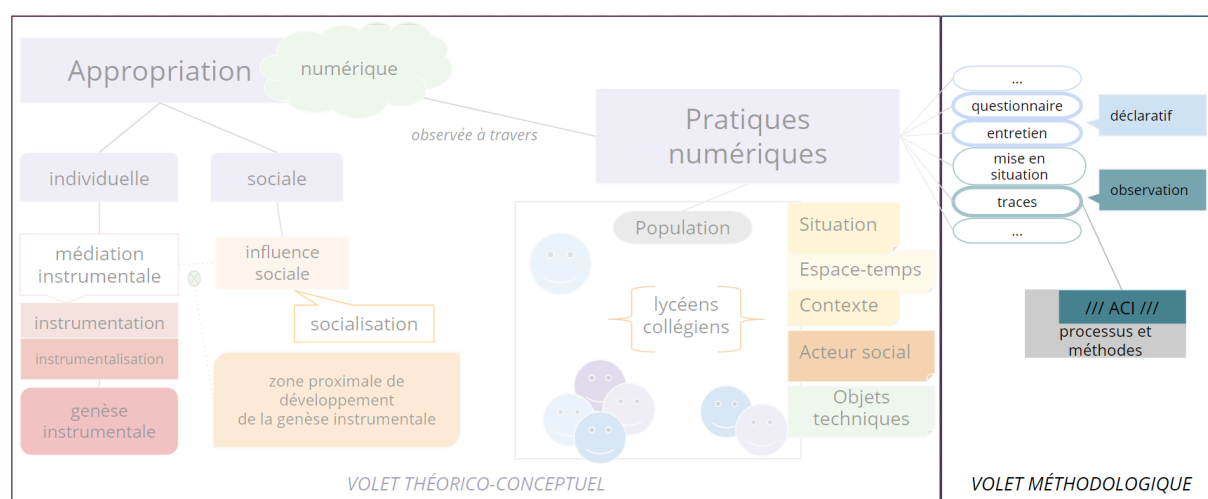 Appropriation
numérique
observée à travers
Pratiques
numériques
individuelle
sociale
médiation
instrumentale
influence
sociale
instrumentation
socialisation
instrumentalisation
genèse
instrumentale
zone proximale de
développement
de la genèse instrumentale
Population
lycéens
collégiens
Situation
Espace-temps
Contexte
Acteur social
Objets
techniques
VOLET THÉORICO-CONCEPTUEL
...
questionnaire
entretien
mise en
situation
traces
...
déclaratif
observation
/// ACI ///
processus et
méthodes
VOLET MÉTHODOLOGIQUE